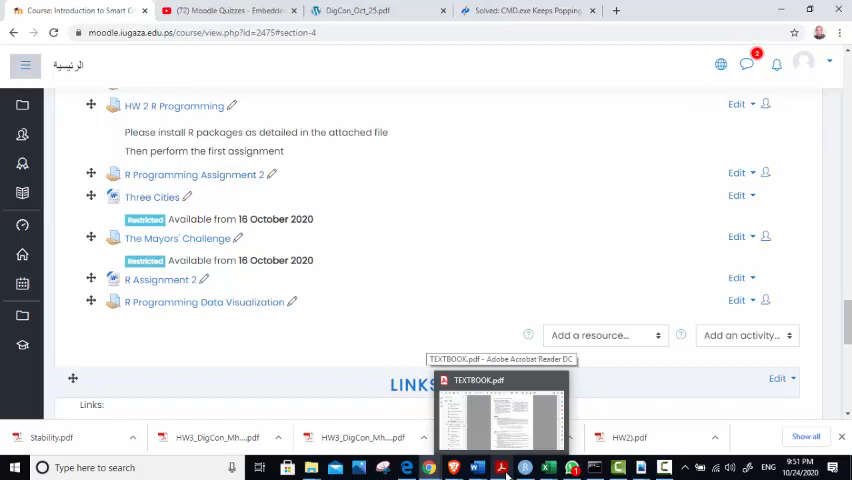 Course: Introduction to Smart C
(72) Moodle Quizzes - Embedde
DigCon_Oct_25.pdf
Solved: CMD.exe Keeps Popping
moodle.iugaza.edu.ps/course/view.php?id=2475#section-4
الرئيسية
2
HW 2 R Programming
Edit
Please install R packages as detailed in the attached file
Then perform the first assignment
R Programming Assignment 2
Edit
Three Cities
Edit
Restricted Available from 16 October 2020
The Mayors' Challenge
Edit
Restricted Available from 16 October 2020
R Assignment 2
Edit
R Programming Data Visualization
Edit
Add a resource...
Add an activity...
TEXTBOOK.pdf - Adobe Acrobat Reader DC
TEXTBOOK.pdf
LINKS
Edit
Links:
Stability.pdf
HW3_DigCon_Mh....pdf
HW3_DigCon_Mh....pdf
HW2).pdf
Show all
Type here to search
ENG
9:51 PM
10/24/2020